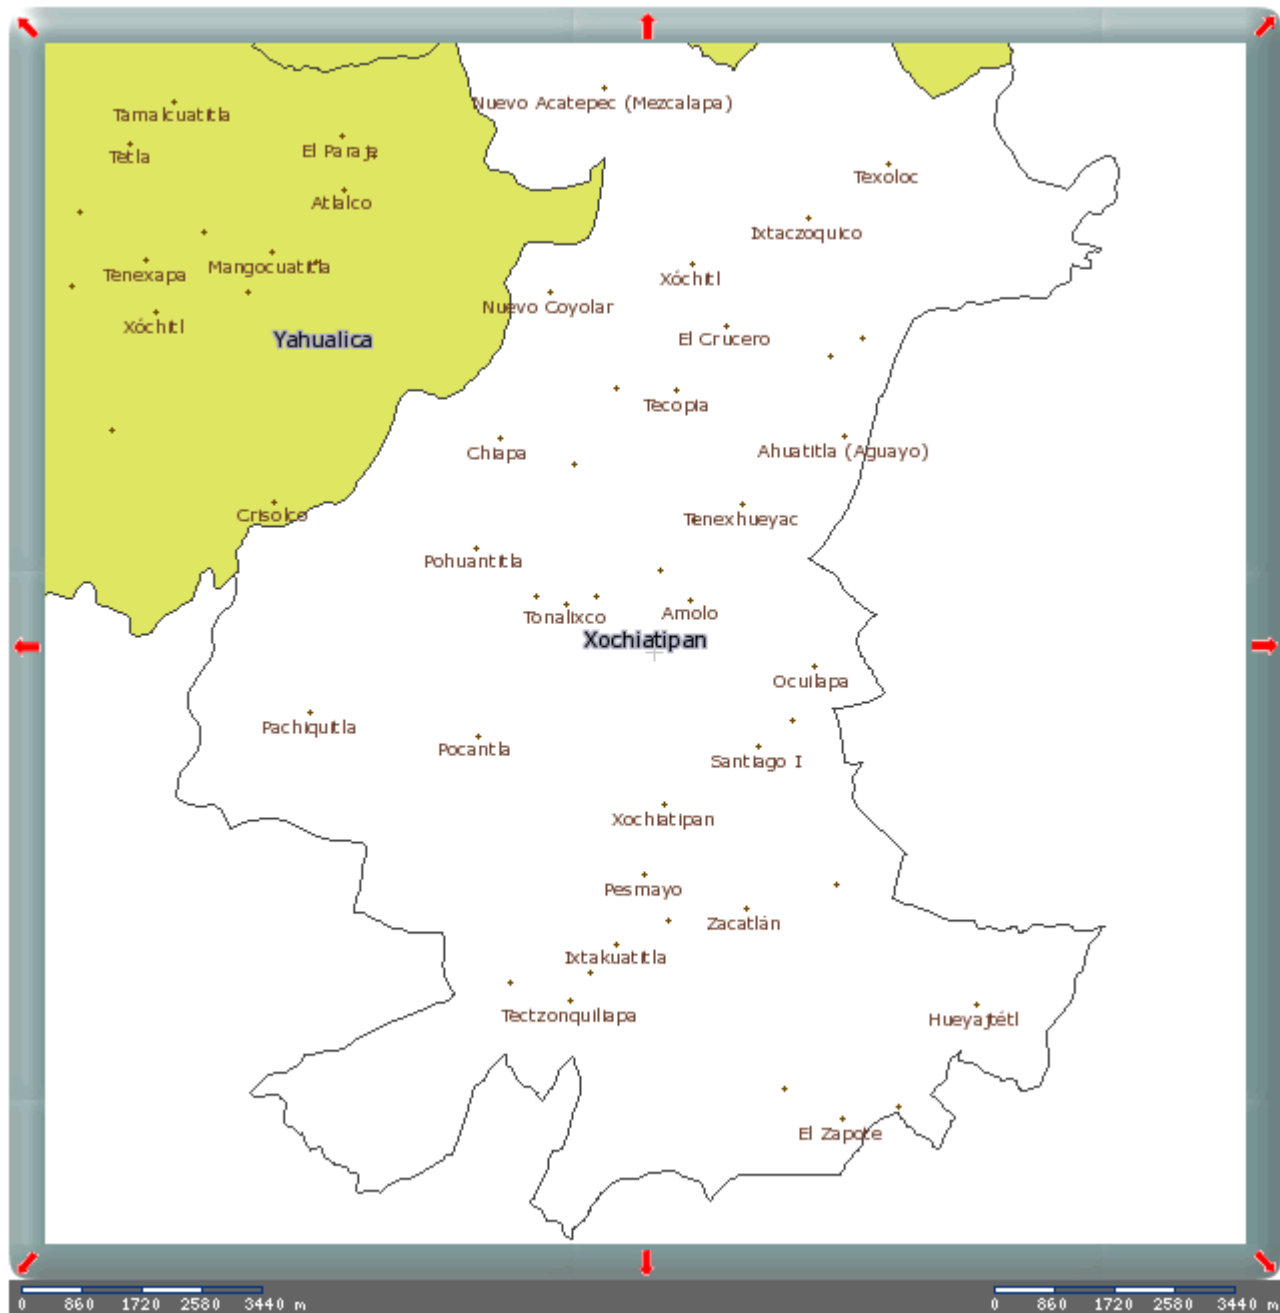 Nuevo Acatepec (Mezcalapa)
Tamalcuatitla
El Paraje
Tetla
Texoloc
Atlalco
Ixtaczoquico
Mangocuatitla
Tenexapa
Xóchitl
Nuevo Coyolar
Xóchitl
Yahualica
El Crucero
Tecopia
Chiapa
Ahuatitla (Aguayo)
Crisolco
Tenexhueyac
Pohuantitla
Tonalixco
Amolo
Xochiatipan
Ocuilapa
Pachiquitla
Pocantla
Santiago I
Xochiatipan
Pesmayo
Zacatlán
Ixtakuatitla
Tectzonquiliapa
Hueyajtétl
El Zapote
0 860 1720 2580 3440 m
0 860 1720 2580 3440 m